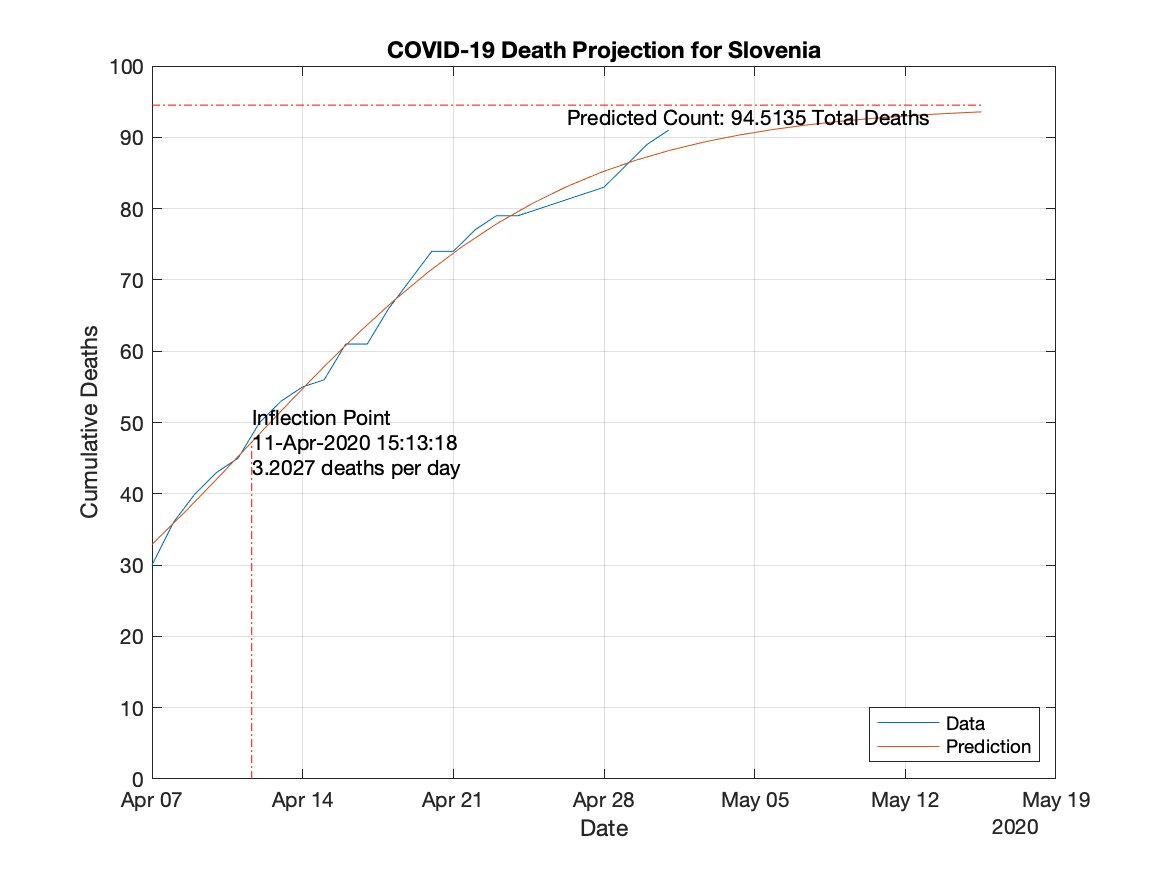 COVID-19 Death Projection for Slovenia
100
90
80
70
60
50
40
30
20
10
0
Cumulative Deaths
Predicted Count: 94.5135 Total Deaths
Inflection Point
11-Apr-2020 15:13:18
3.2027 deaths per day
Data
Prediction
Apr 07 Apr 14 Apr 21 Apr 28 May 05 May 12 May 19
Date
2020